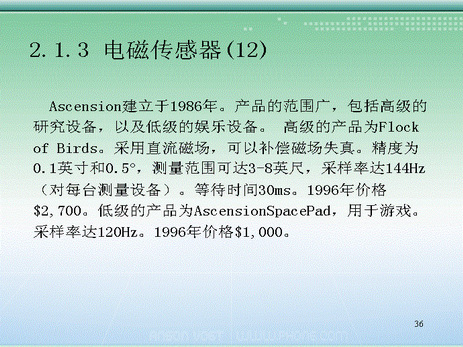 2.1.3 电磁传感器(12)
Ascension建立于1986年。产品的范围广，包括高级的
研究设备，以及低级的娱乐设备。 高级的产品为Flock
of Birds。采用直流磁场，可以补偿磁场失真。精度为
0.1英寸和0.5°，测量范围可达3-8英尺，采样率达144Hz
（对每台测量设备）。等待时间30ms。1996年价格
$2,700。低级的产品为AscensionSpacePad，用于游戏。
采样率达120Hz。1996年价格$1,000。
36